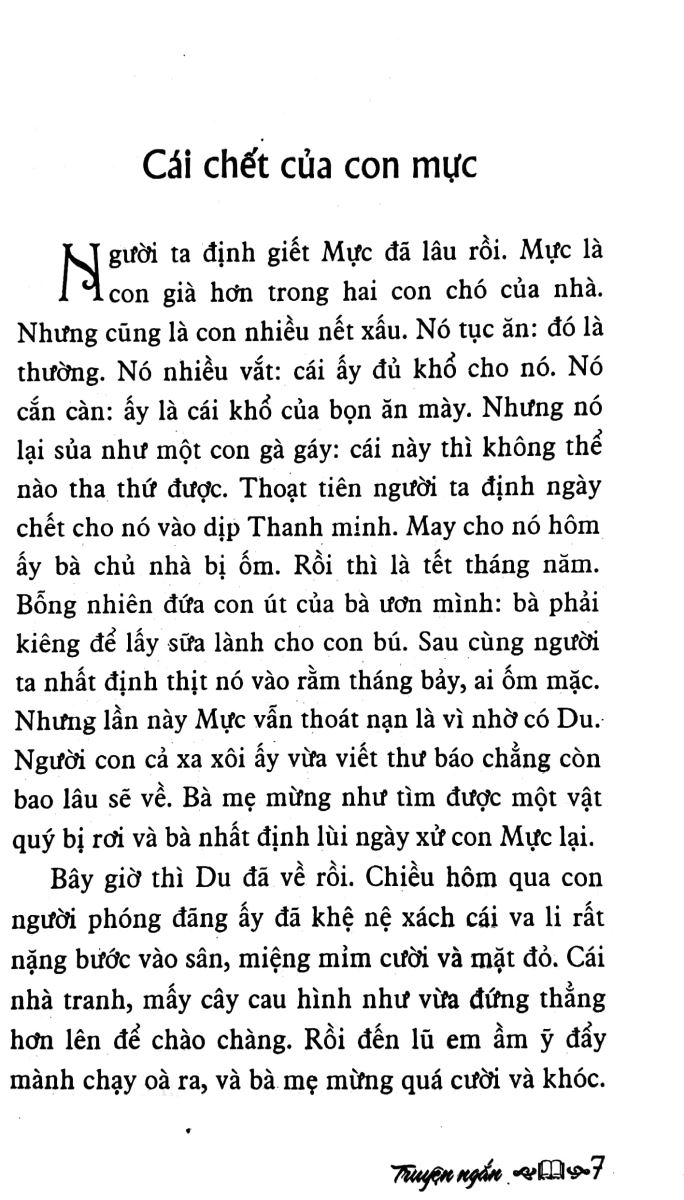 Cái chết của con mực
Người ta định giết Mực đã lâu rồi. Mực là
con già hơn trong hai con chó của nhà.
Nhưng cũng là con nhiều nết xấu. Nó tục ăn: đó là
thường. Nó nhiều vắt: cái ấy đủ khổ cho nó. Nó
cắn càn: ấy là cái khổ của bọn ăn mày. Nhưng nó
lại sủa như một con gà gáy: cái này thì không thể
nào tha thứ được. Thoạt tiên người ta định ngày
chết cho nó vào dịp Thanh minh. May cho nó hôm
ấy bà chủ nhà bị ốm. Rồi thì là tết tháng năm.
Bỗng nhiên đứa con út của bà ươn mình: bà phải
kiêng để lấy sữa lành cho con bú. Sau cùng người
ta nhất định thịt nó vào rằm tháng bảy, ai ốm mặc.
Nhưng lần này Mực vẫn thoát nạn là vì nhờ có Du.
Người con cả xa xôi ấy vừa viết thư báo chẳng còn
bao lâu sẽ về. Bà mẹ mừng như tìm được một vật
quý bị rơi và bà nhất định lùi ngày xử con Mực lại.
Bây giờ thì Du đã về rồi. Chiều hôm qua con
người phóng đãng ấy đã khệ nệ xách cái va li rất
nặng bước vào sân, miệng mỉm cười và mặt đỏ. Cái
nhà tranh, mấy cây cau hình như vừa đứng thẳng
hơn lên để chào chàng. Rồi đến lũ em ầm ỹ đẩy
mành chạy oà ra, và bà mẹ mừng quá cười và khóc.
Truyện ngắn 7